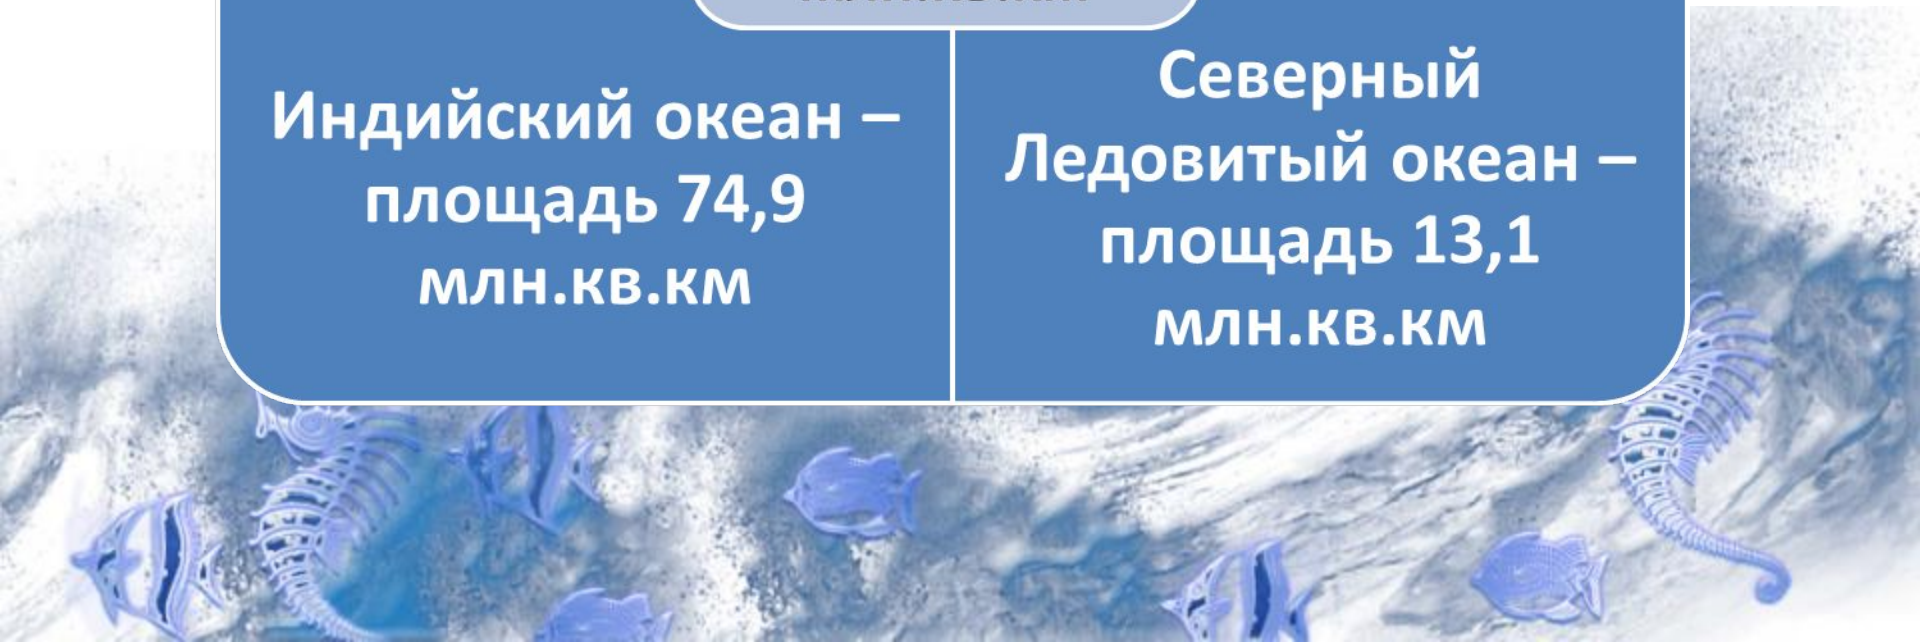 Индийский океан –
площадь 74,9
млн.кв.км
Северный
Ледовитый океан –
площадь 13,1
млн.кв.км